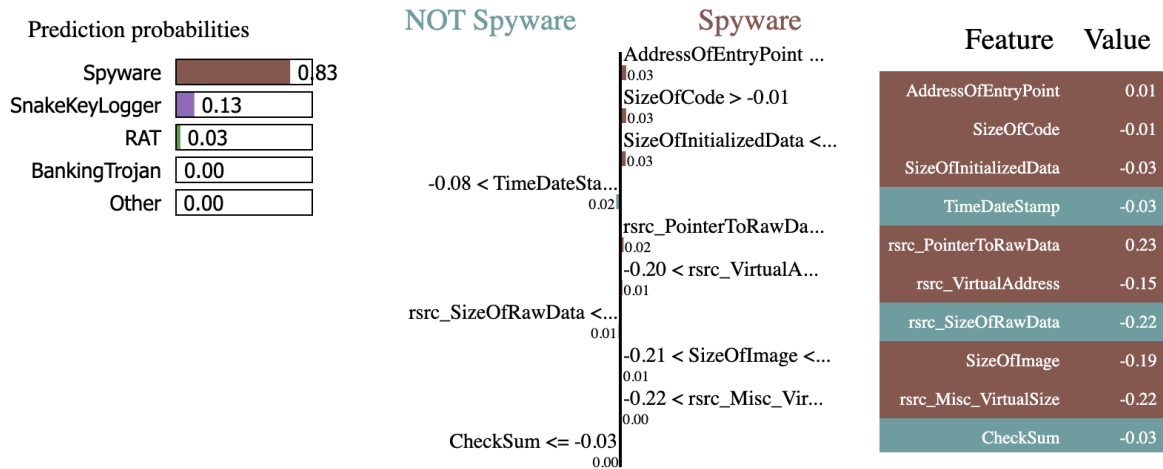 Prediction probabilities
Spyware 0.83
SnakeKeyLogger 0.13
RAT 0.03
BankingTrojan 0.00
Other 0.00
NOT Spyware Spyware
AddressOfEntryPoint ...
0.03
SizeOfCode > -0.01
0.03
SizeOfInitializedData <...
0.03
-0.08 < TimeDateSta...
0.02
rsrc_PointerToRawDa...
0.02
-0.20 < rsrc_VirtualA...
0.01
rsrc_SizeOfRawData <...
0.01
-0.21 < SizeOfImage <...
0.01
-0.22 < rsrc_Misc_Vir...
0.00
CheckSum <= -0.03
0.00
Feature Value
AddressOfEntryPoint 0.01
SizeOfCode -0.01
SizeOfInitializedData -0.03
TimeDateStamp -0.03
rsrc_PointerToRawData 0.23
rsrc_VirtualAddress -0.15
rsrc_SizeOfRawData -0.22
SizeOfImage -0.19
rsrc_Misc_VirtualSize -0.22
CheckSum -0.03